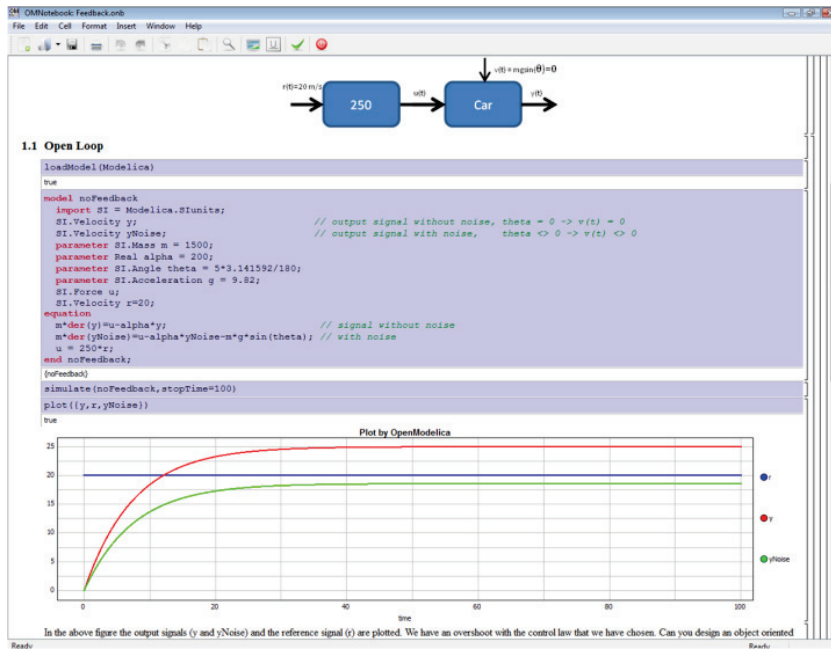 OMNotebook: Feedback.onb
File Edit Cell Format Insert Window Help
v(t) = mgsin(θ)=0
r(t)=20 m/s
250
u(t)
Car
y(t)
1.1 Open Loop
loadModel(Modelica)
true
model noFeedback
import SI = Modelica.SIunits;
SI.Velocity y; // output signal without noise, theta = 0 -> v(t) = 0
SI.Velocity yNoise; // output signal with noise, theta <> 0 -> v(t) <> 0
parameter SI.Mass m = 1500;
parameter Real alpha = 200;
parameter SI.Angle theta = 5*3.141592/180;
parameter SI.Acceleration g = 9.82;
SI.Force u;
SI.Velocity r=20;
equation
m*der(y)=u-alpha*y; // signal without noise
m*der(yNoise)=u-alpha*yNoise-m*g*sin(theta); // with noise
u = 250*r;
end noFeedback;
{noFeedback}
simulate(noFeedback,stopTime=100)
plot({y,r,yNoise})
true
Plot by OpenModelica
25
20
15
10
5
0
r
y
yNoise
0 20 40 60 80 100
time
In the above figure the output signals (y and yNoise) and the reference signal (r) are plotted. We have an overshoot with the control law that we have chosen. Can you design an object oriented
Ready Ready